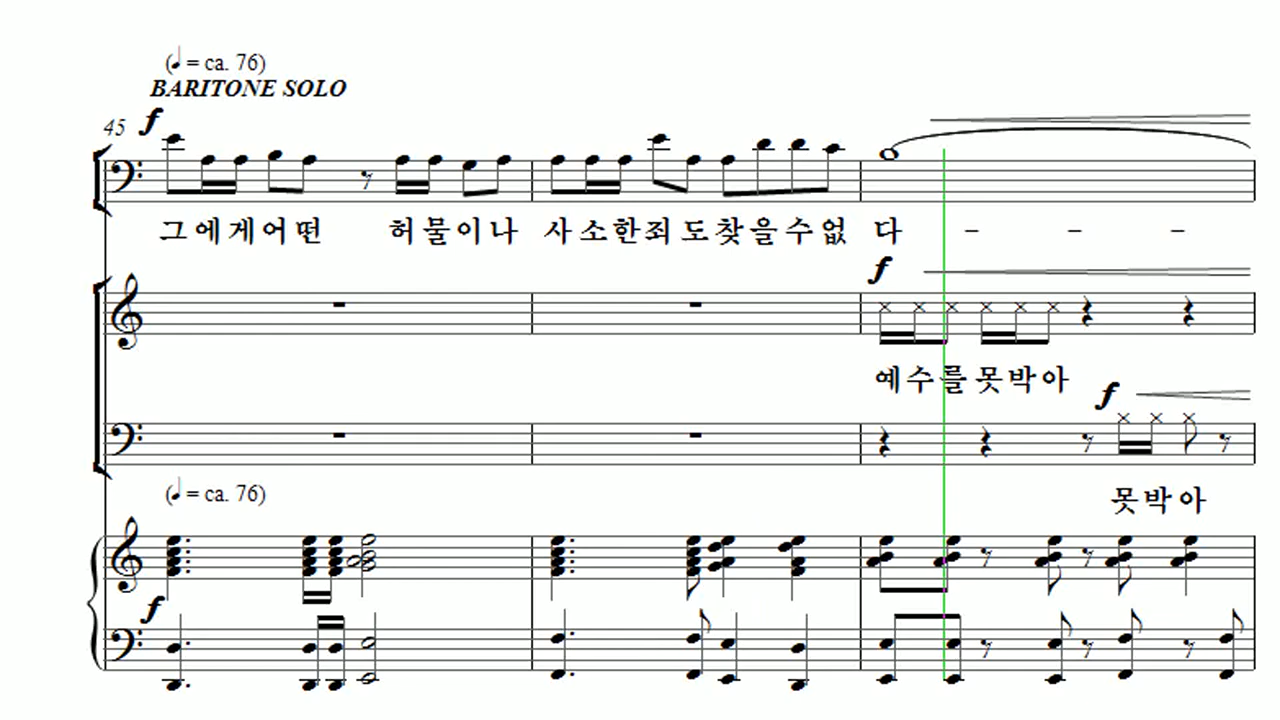 (♩ = ca. 76)
BARITONE SOLO
f
45
그에게어떤 허물이나 사소한죄도찾을수없 다 - - -
f
예수를못박아
f
못박아
(♩ = ca. 76)
f